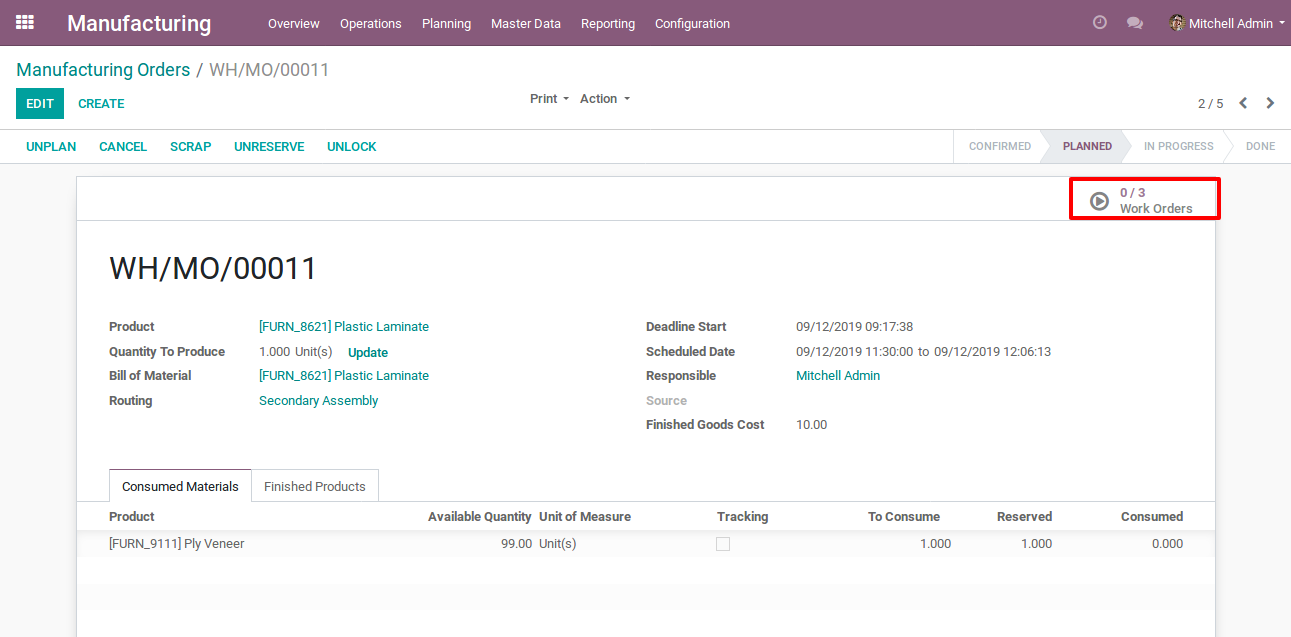 Manufacturing Overview Operations Planning Master Data Reporting Configuration Mitchell Admin
Manufacturing Orders / WH/MO/00011
EDIT CREATE Print Action 2 / 5
UNPLAN CANCEL SCRAP UNRESERVE UNLOCK CONFIRMED PLANNED IN PROGRESS DONE
0 / 3
Work Orders
WH/MO/00011
Product [FURN_8621] Plastic Laminate Deadline Start 09/12/2019 09:17:38
Quantity To Produce 1.000 Unit(s) Update Scheduled Date 09/12/2019 11:30:00 to 09/12/2019 12:06:13
Bill of Material [FURN_8621] Plastic Laminate Responsible Mitchell Admin
Routing Secondary Assembly Source
Finished Goods Cost 10.00
Consumed Materials Finished Products
Product Available Quantity Unit of Measure Tracking To Consume Reserved Consumed
[FURN_9111] Ply Veneer 99.00 Unit(s) 1.000 1.000 0.000